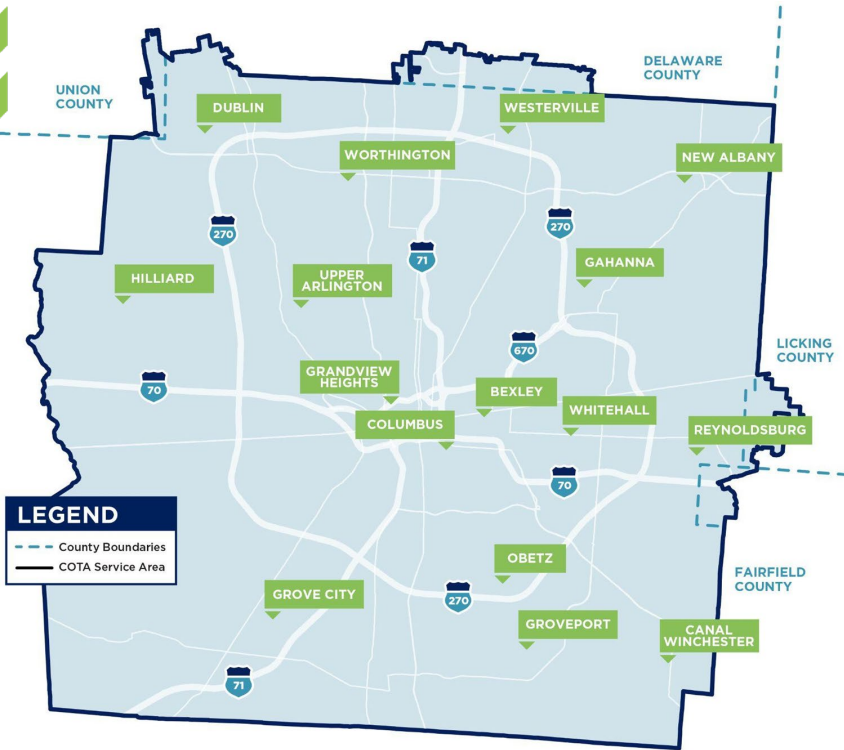 DELAWARE
COUNTY
UNION
COUNTY
DUBLIN
WESTERVILLE
WORTHINGTON
NEW ALBANY
270
270
71
HILLIARD
UPPER
ARLINGTON
GAHANNA
670
LICKING
COUNTY
70
GRANDVIEW
HEIGHTS
BEXLEY
WHITEHALL
COLUMBUS
REYNOLDSBURG
70
LEGEND
County Boundaries
COTA Service Area
OBETZ
FAIRFIELD
COUNTY
GROVE CITY
270
GROVEPORT
CANAL
WINCHESTER
71